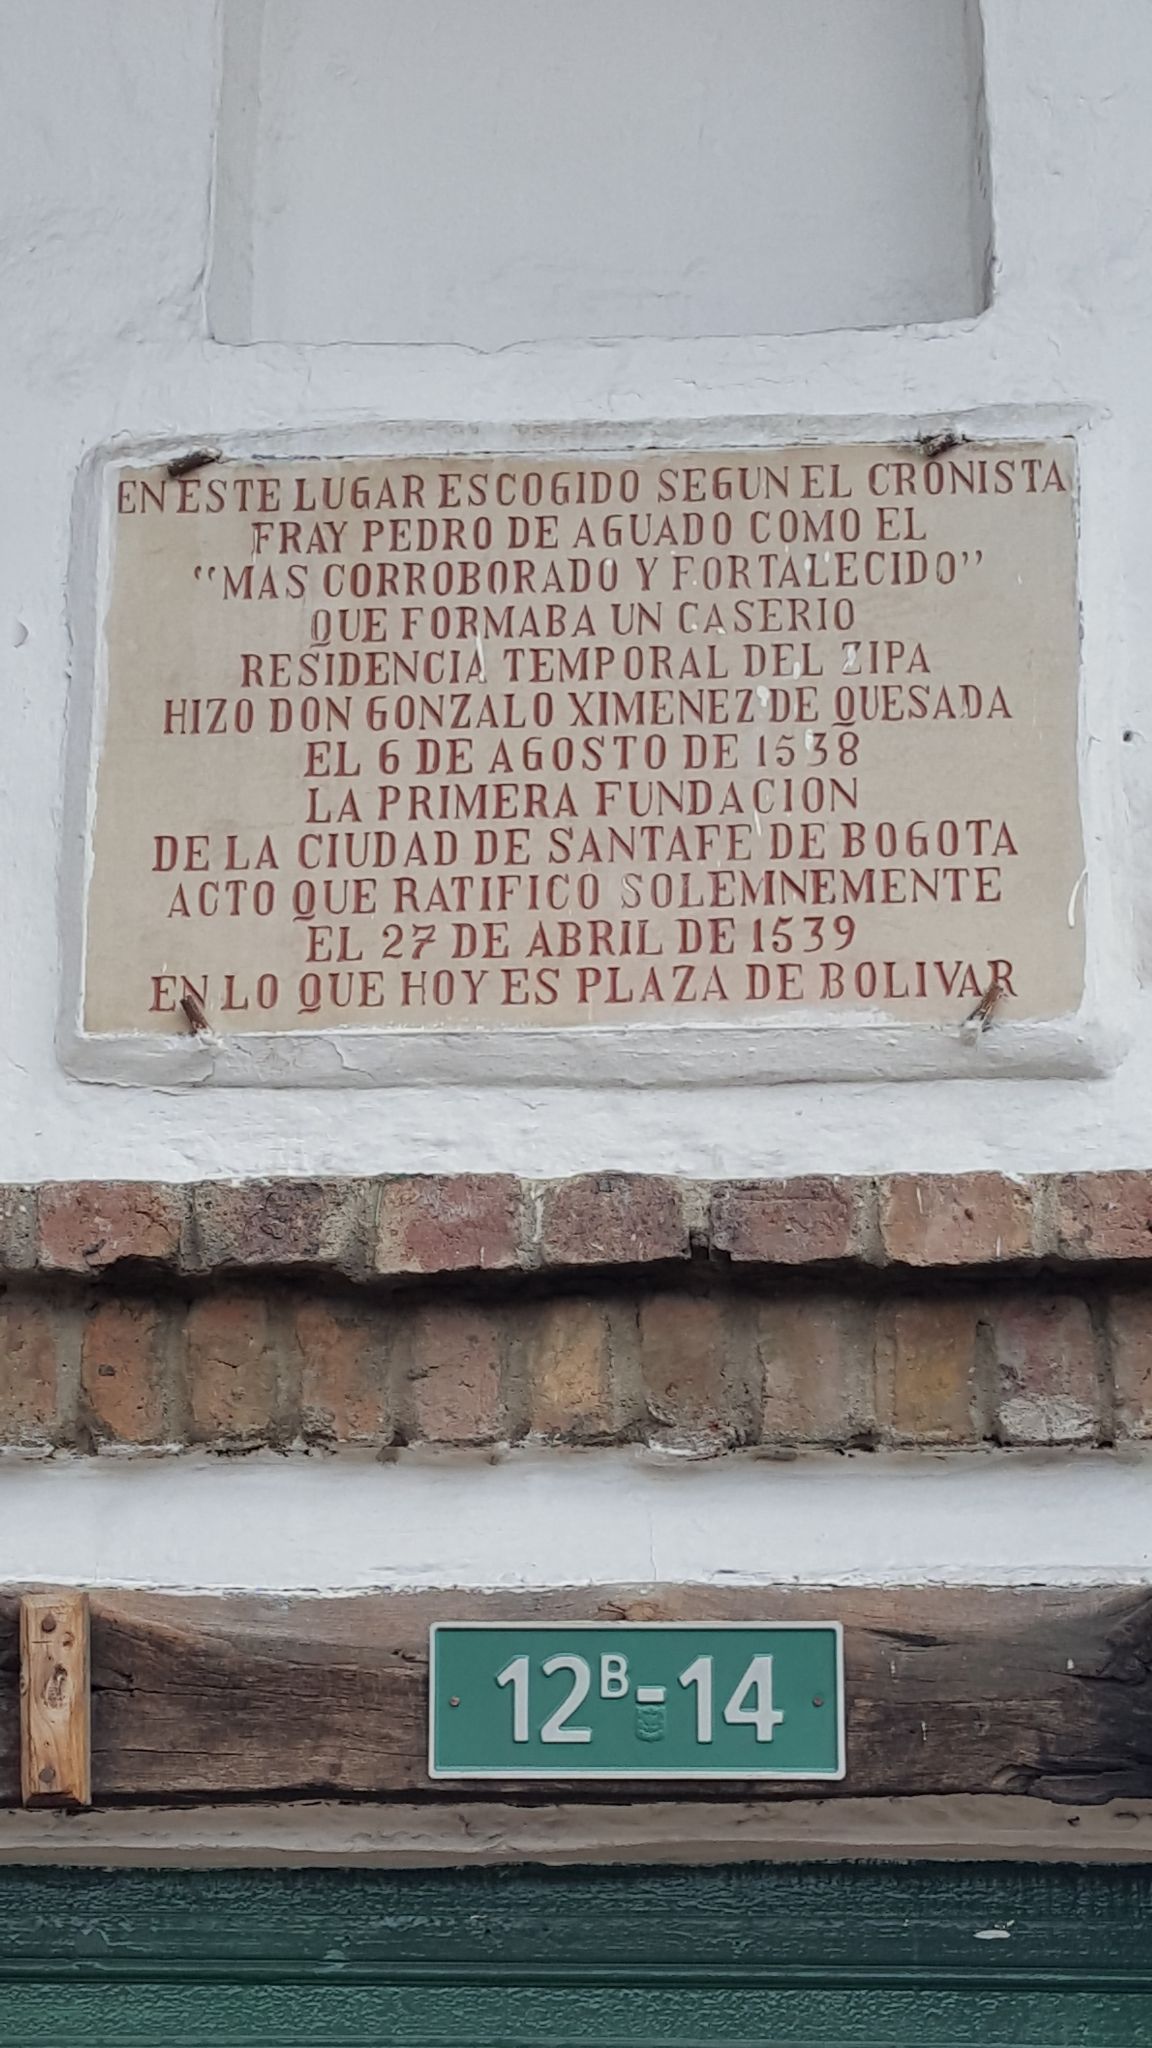 EN ESTE LUGAR ESCOGIDO SEGUN EL CRONISTA
FRAY PEDRO DE AGUADO COMO EL
“MAS CORROBORADO Y FORTALECIDO”
QUE FORMABA UN CASERIO
RESIDENCIA TEMPORAL DEL ZIPA
HIZO DON GONZALO XIMENEZ DE QUESADA
EL 6 DE AGOSTO DE 1538
LA PRIMERA FUNDACION
DE LA CIUDAD DE SANTAFE DE BOGOTA
ACTO QUE RATIFICO SOLEMNEMENTE
EL 27 DE ABRIL DE 1539
EN LO QUE HOY ES PLAZA DE BOLIVAR
12B-14